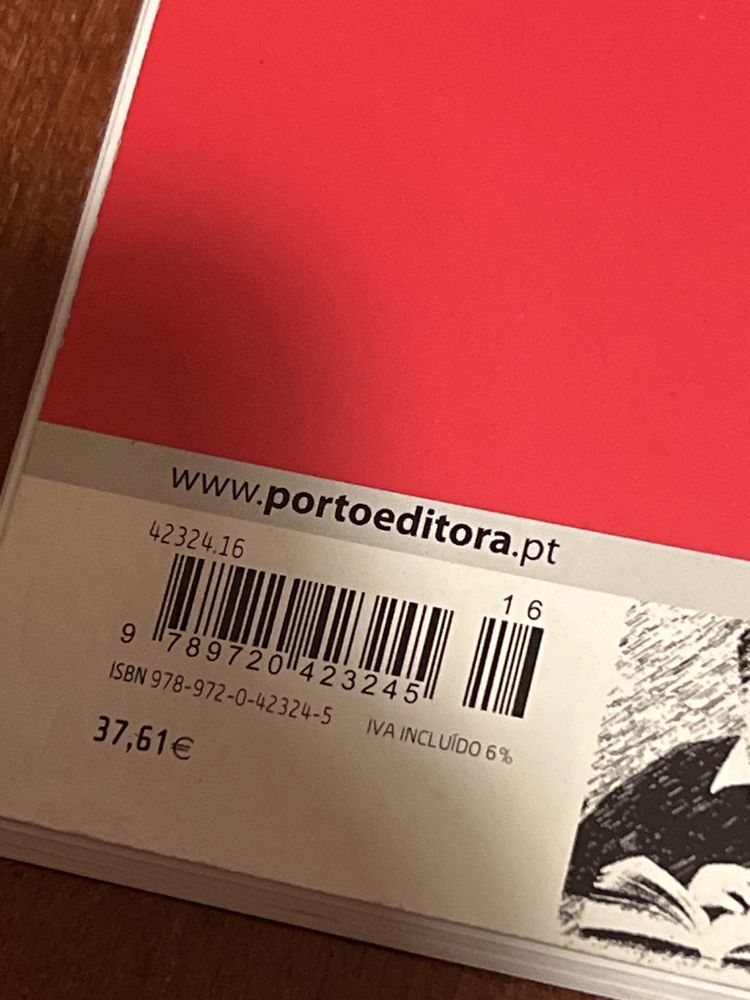 www.portoeditora.pt
42324.16
16
9 789720 423245
ISBN 978-972-0-42324-5
IVA INCLUÍDO 6%
37,61€